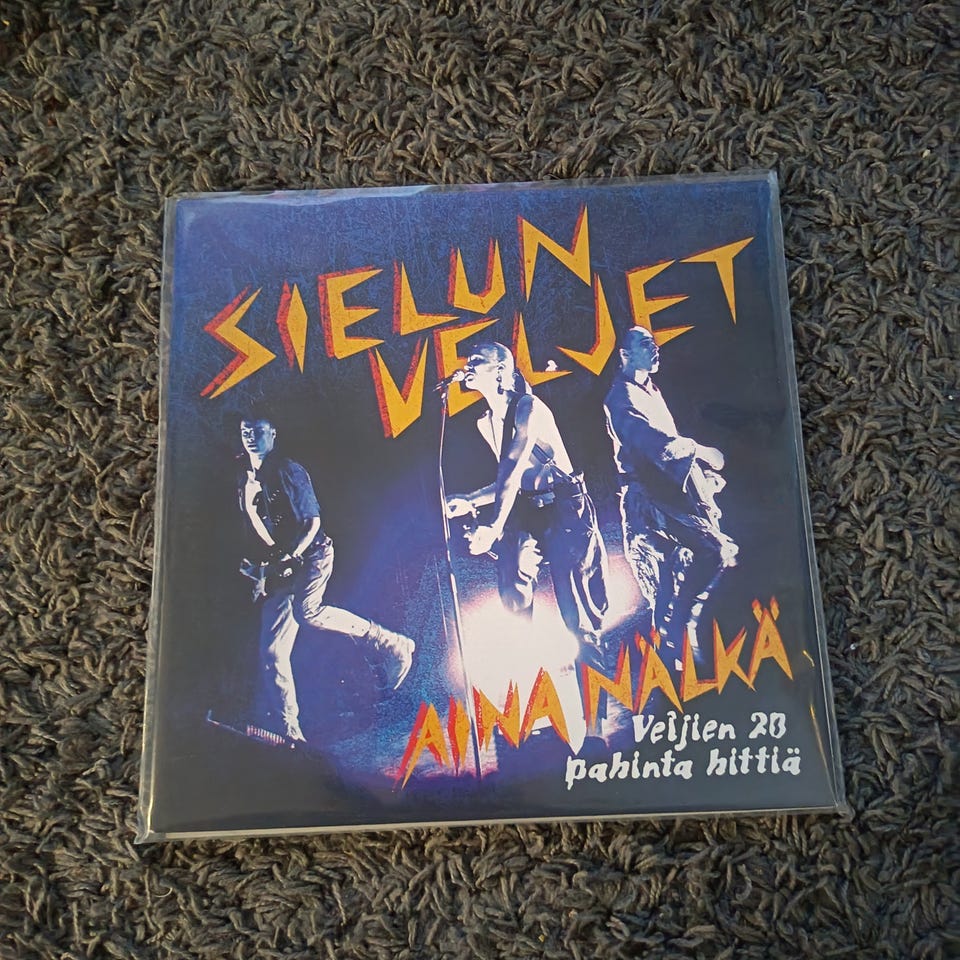 SIELUN
VELJET
AINA NÄLKÄ
Veljien 20
pahinta hittiä